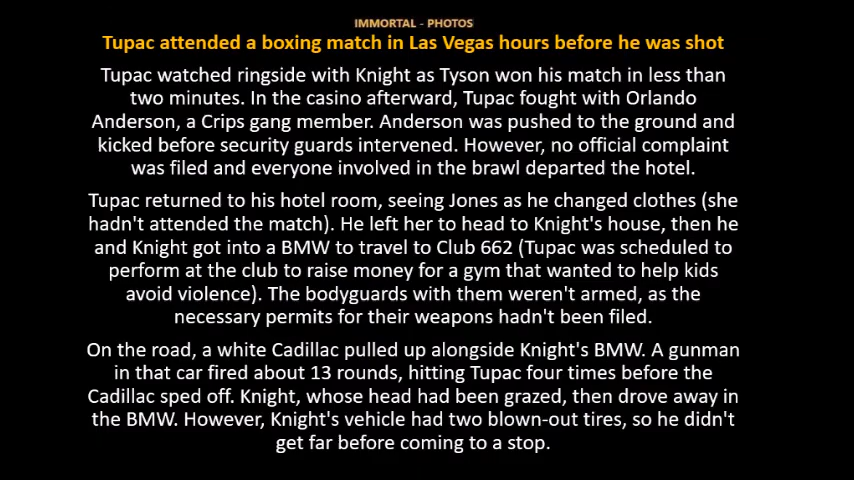 IMMORTAL - PHOTOS
Tupac attended a boxing match in Las Vegas hours before he was shot
Tupac watched ringside with Knight as Tyson won his match in less than
two minutes. In the casino afterward, Tupac fought with Orlando
Anderson, a Crips gang member. Anderson was pushed to the ground and
kicked before security guards intervened. However, no official complaint
was filed and everyone involved in the brawl departed the hotel.
Tupac returned to his hotel room, seeing Jones as he changed clothes (she
hadn't attended the match). He left her to head to Knight's house, then he
and Knight got into a BMW to travel to Club 662 (Tupac was scheduled to
perform at the club to raise money for a gym that wanted to help kids
avoid violence). The bodyguards with them weren't armed, as the
necessary permits for their weapons hadn't been filed.
On the road, a white Cadillac pulled up alongside Knight's BMW. A gunman
in that car fired about 13 rounds, hitting Tupac four times before the
Cadillac sped off. Knight, whose head had been grazed, then drove away in
the BMW. However, Knight's vehicle had two blown-out tires, so he didn't
get far before coming to a stop.